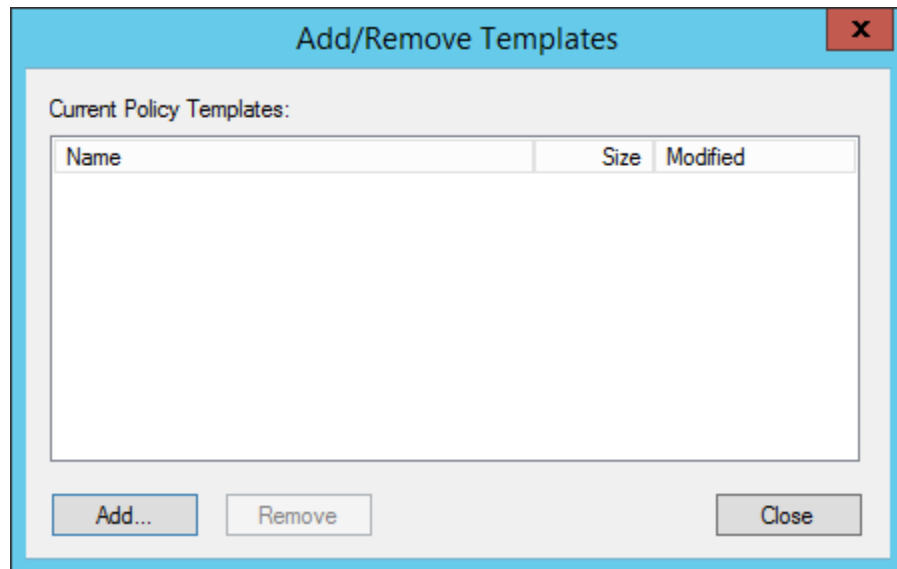 Add/Remove Templates
x
Current Policy Templates:
Name Size Modified
Add... Remove Close